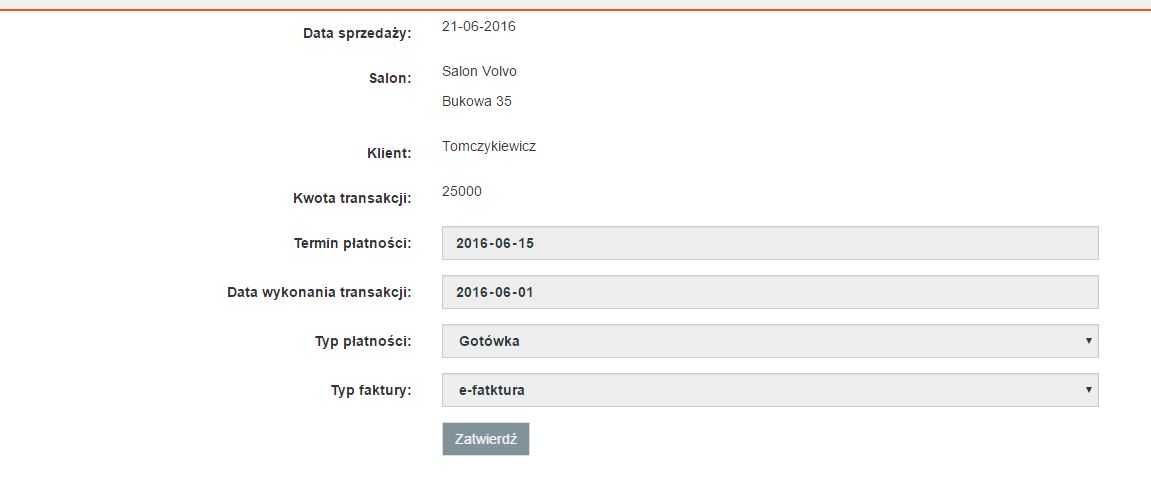 Data sprzedaży: 21-06-2016
Salon: Salon Volvo
Bukowa 35
Klient: Tomczykiewicz
Kwota transakcji: 25000
Termin płatności: 2016-06-15
Data wykonania transakcji: 2016-06-01
Typ płatności: Gotówka
Typ faktury: e-fatktura
Zatwierdź